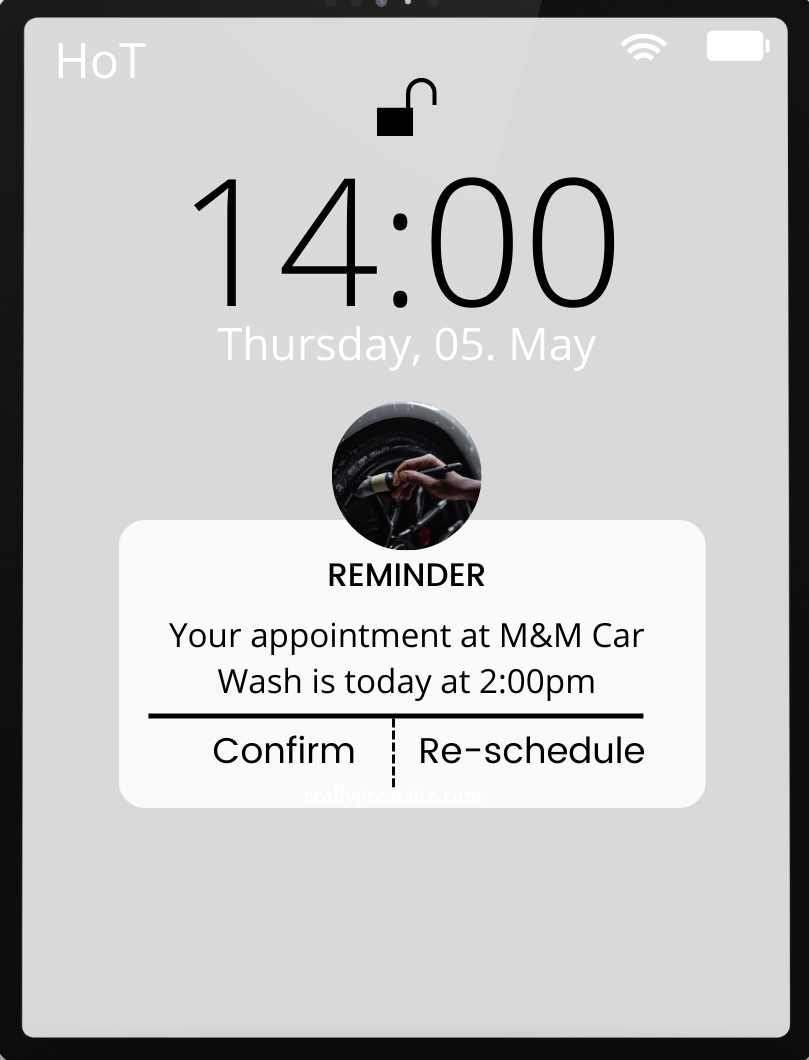 HoT
14:00
Thursday, 05. May
REMINDER
Your appointment at M&M Car
Wash is today at 2:00pm
Confirm
Re-schedule
reallygreatsite.com